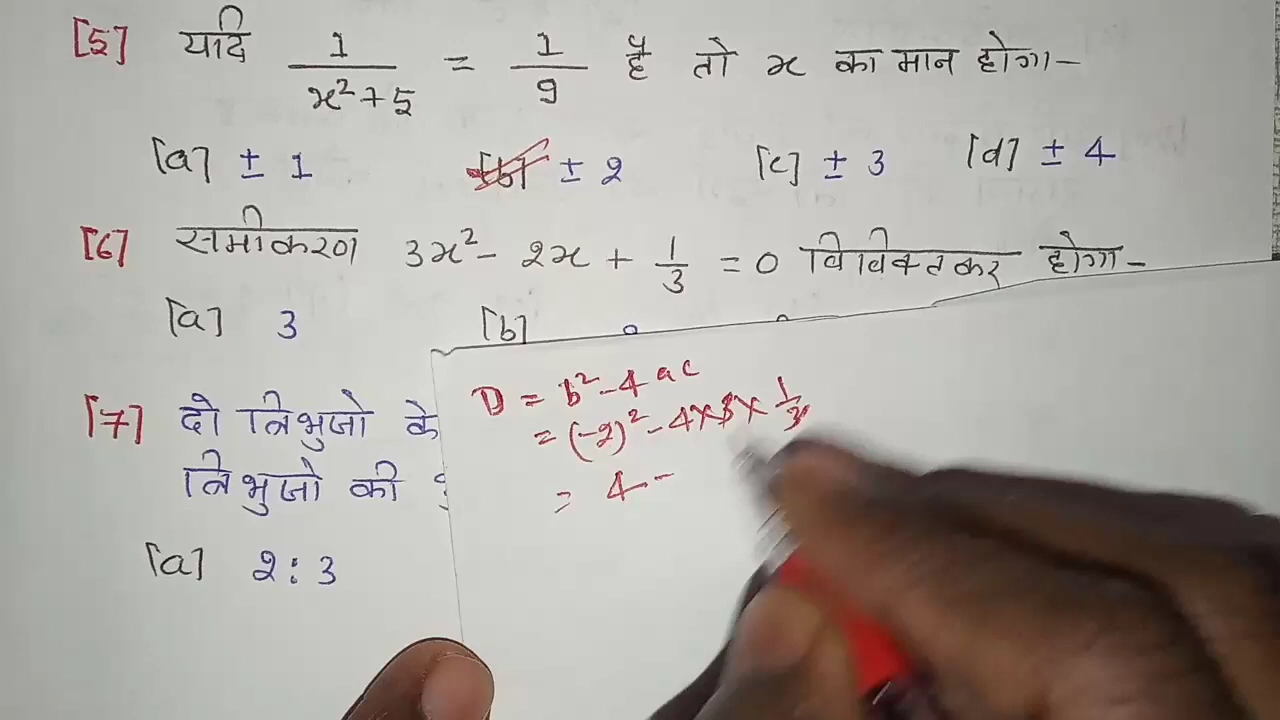 [5] यदि 1/(x²+5) = 1/9 है तो x का मान होगा-
[a] ± 1 [b] ± 2 [c] ± 3 [d] ± 4
[6] समीकरण 3x² - 2x + 1/3 = 0 विविक्तकर होगा-
[a] 3 [b]
[7] दो त्रिभुजो के
त्रिभुजो की
[a] 2 : 3
D = b² - 4ac
= (-2)² - 4×3×1/3
= 4 -